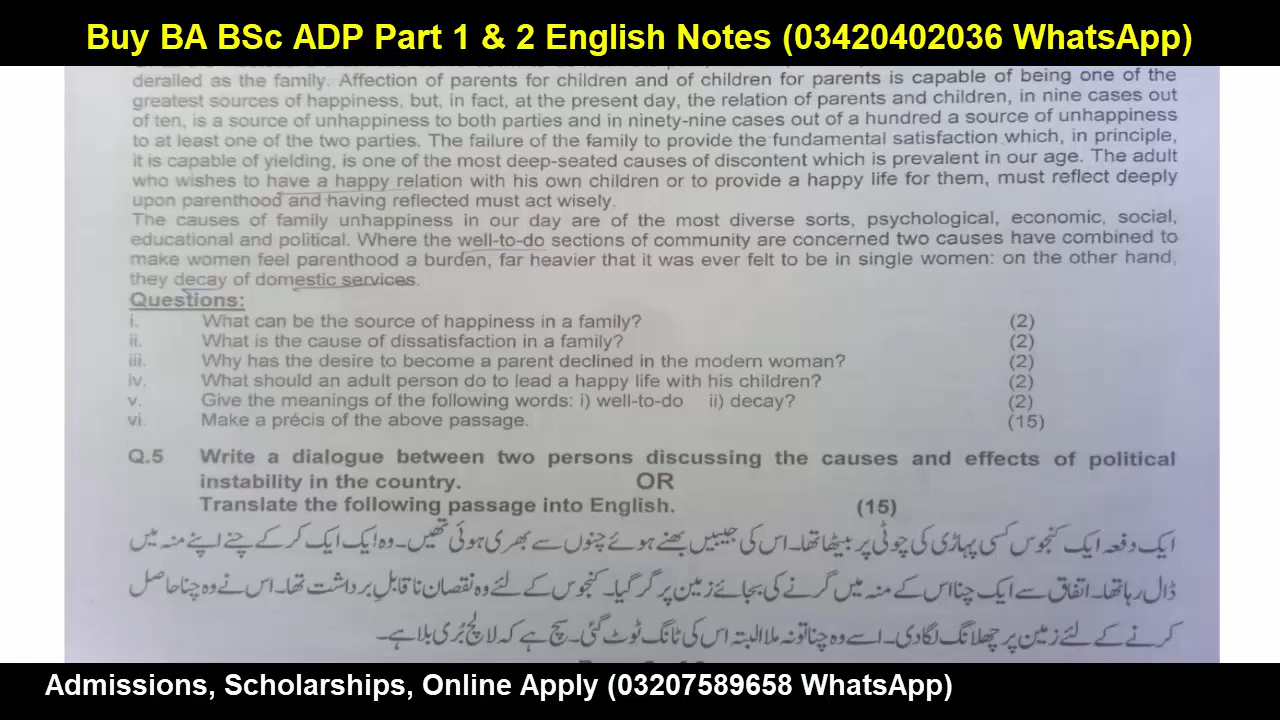 Buy BA BSc ADP Part 1 & 2 English Notes (03420402036 WhatsApp)
derailed as the family. Affection of parents for children and of children for parents is capable of being one of the
greatest sources of happiness, but, in fact, at the present day, the relation of parents and children, in nine cases out
of ten, is a source of unhappiness to both parties and in ninety-nine cases out of a hundred a source of unhappiness
to at least one of the two parties. The failure of the family to provide the fundamental satisfaction which, in principle,
it is capable of yielding, is one of the most deep-seated causes of discontent which is prevalent in our age. The adult
who wishes to have a happy relation with his own children or to provide a happy life for them, must reflect deeply
upon parenthood and having reflected must act wisely.
The causes of family unhappiness in our day are of the most diverse sorts, psychological, economic, social,
educational and political. Where the well-to-do sections of community are concerned two causes have combined to
make women feel parenthood a burden, far heavier that it was ever felt to be in single women: on the other hand,
they decay of domestic services.
Questions:
i. What can be the source of happiness in a family? (2)
ii. What is the cause of dissatisfaction in a family? (2)
iii. Why has the desire to become a parent declined in the modern woman? (2)
iv. What should an adult person do to lead a happy life with his children? (2)
v. Give the meanings of the following words: i) well-to-do ii) decay? (2)
vi. Make a précis of the above passage. (15)
Q.5 Write a dialogue between two persons discussing the causes and effects of political
instability in the country. OR
Translate the following passage into English. (15)
ایک دفعہ ایک کنجوس کسی پہاڑی کی چوٹی پر بیٹھا تھا۔ اس کی جیبیں بھنے ہوئے چنوں سے بھری ہوئی تھیں۔ وہ ایک ایک کر کے چنے اپنے منہ میں
ڈال رہا تھا۔ اتفاق سے ایک چنا اس کے منہ میں گرنے کی بجائے زمین پر گر گیا۔ کنجوس کے لئے وہ نقصان ناقابلِ برداشت تھا۔ اس نے وہ چنا حاصل
کرنے کے لئے زمین پر چھلانگ لگا دی۔ اسے وہ چنا تو نہ ملا البتہ اس کی ٹانگ ٹوٹ گئی۔ سچ ہے کہ لالچ بُری بلا ہے۔
Admissions, Scholarships, Online Apply (03207589658 WhatsApp)